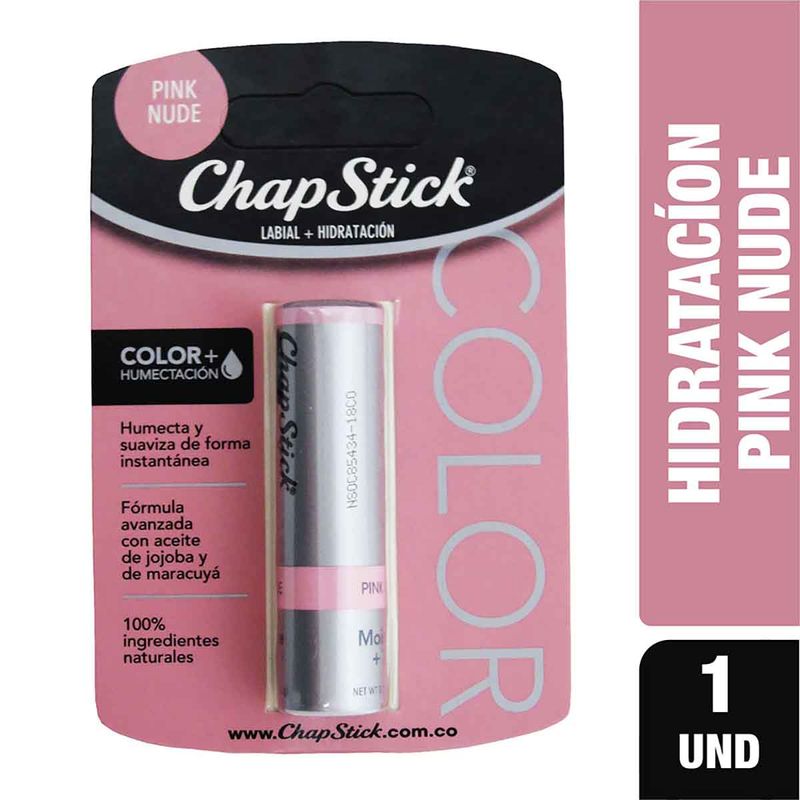 PINK
NUDE
ChapStick®
LABIAL + HIDRATACIÓN
COLOR
COLOR+
HUMECTACIÓN
Humecta y
suaviza de forma
instantánea
Fórmula
avanzada
con aceite
de jojoba y
de maracuyá
100%
ingredientes
naturales
ChapStick
NSOC85434-18CO
PINK
Moi
+
NET WT
www.ChapStick.com.co
HIDRATACÍON
PINK NUDE
1
UND